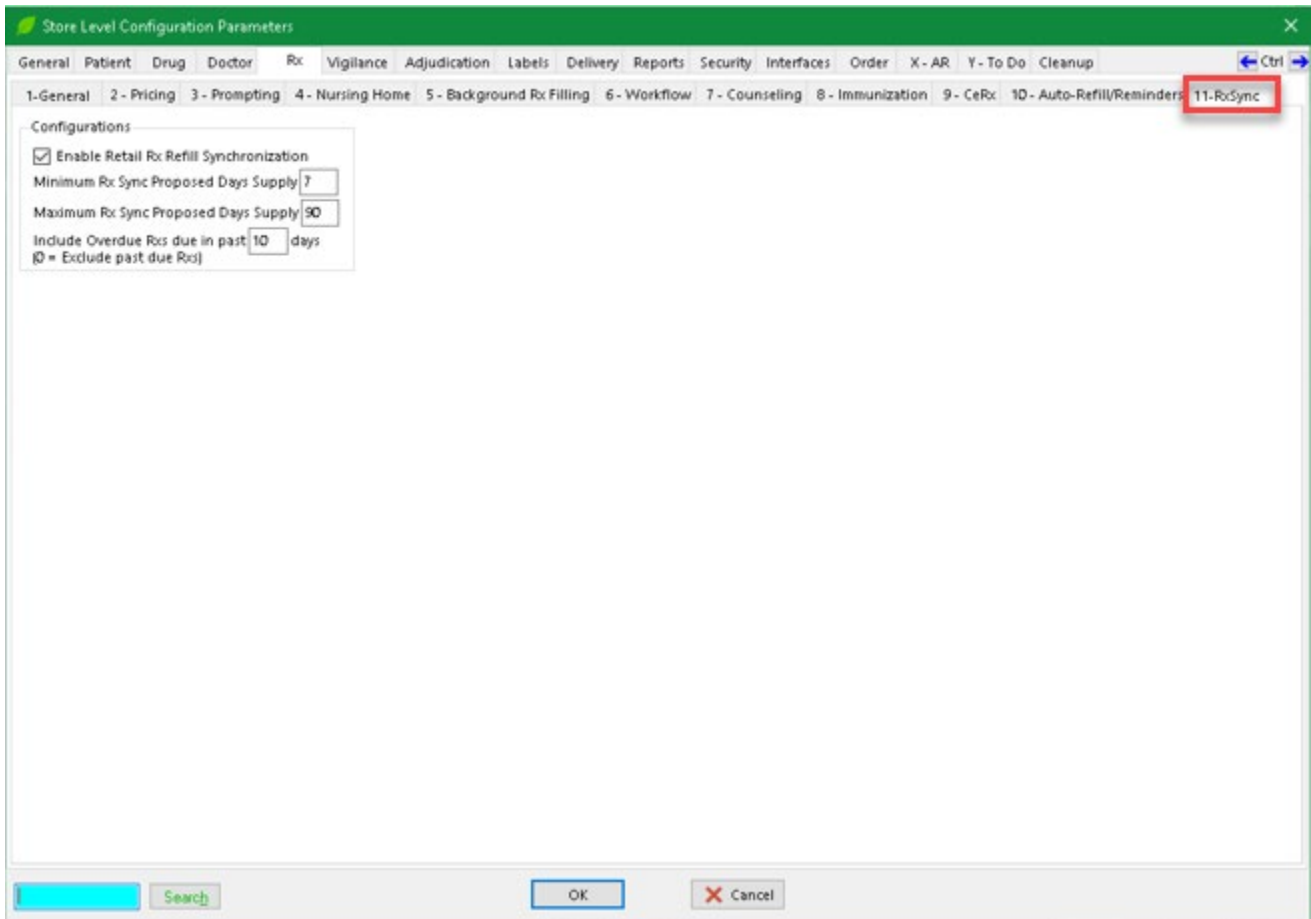 Store Level Configuration Parameters
General Patient Drug Doctor Rx Vigilance Adjudication Labels Delivery Reports Security Interfaces Order X - AR Y - To Do Cleanup Ctrl
1-General 2 - Pricing 3 - Prompting 4 - Nursing Home 5 - Background Rx Filling 6 - Workflow 7 - Counseling 8 - Immunization 9 - CeRx 10 - Auto-Refill/Reminders 11-RxSync
Configurations
Enable Retail Rx Refill Synchronization
Minimum Rx Sync Proposed Days Supply 7
Maximum Rx Sync Proposed Days Supply 90
Include Overdue Rxs due in past 10 days
(0 = Exclude past due Rxs)
Search OK Cancel